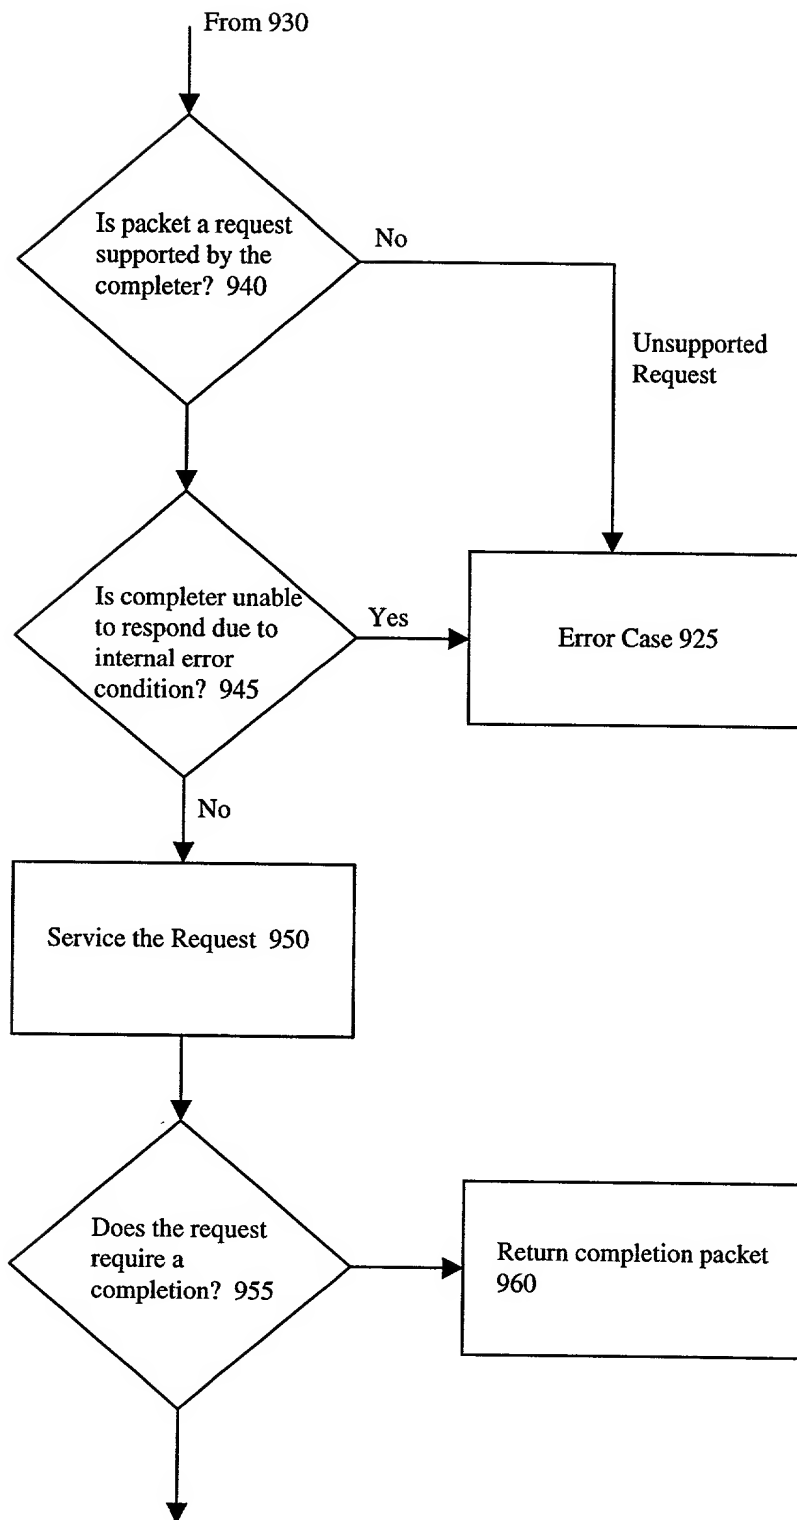 From 930
Is packet a request
supported by the
completer? 940
No
Unsupported
Request
Is completer unable
to respond due to
internal error
condition? 945
Yes
Error Case 925
No
Service the Request 950
Does the request
require a
completion? 955
Return completion packet
960